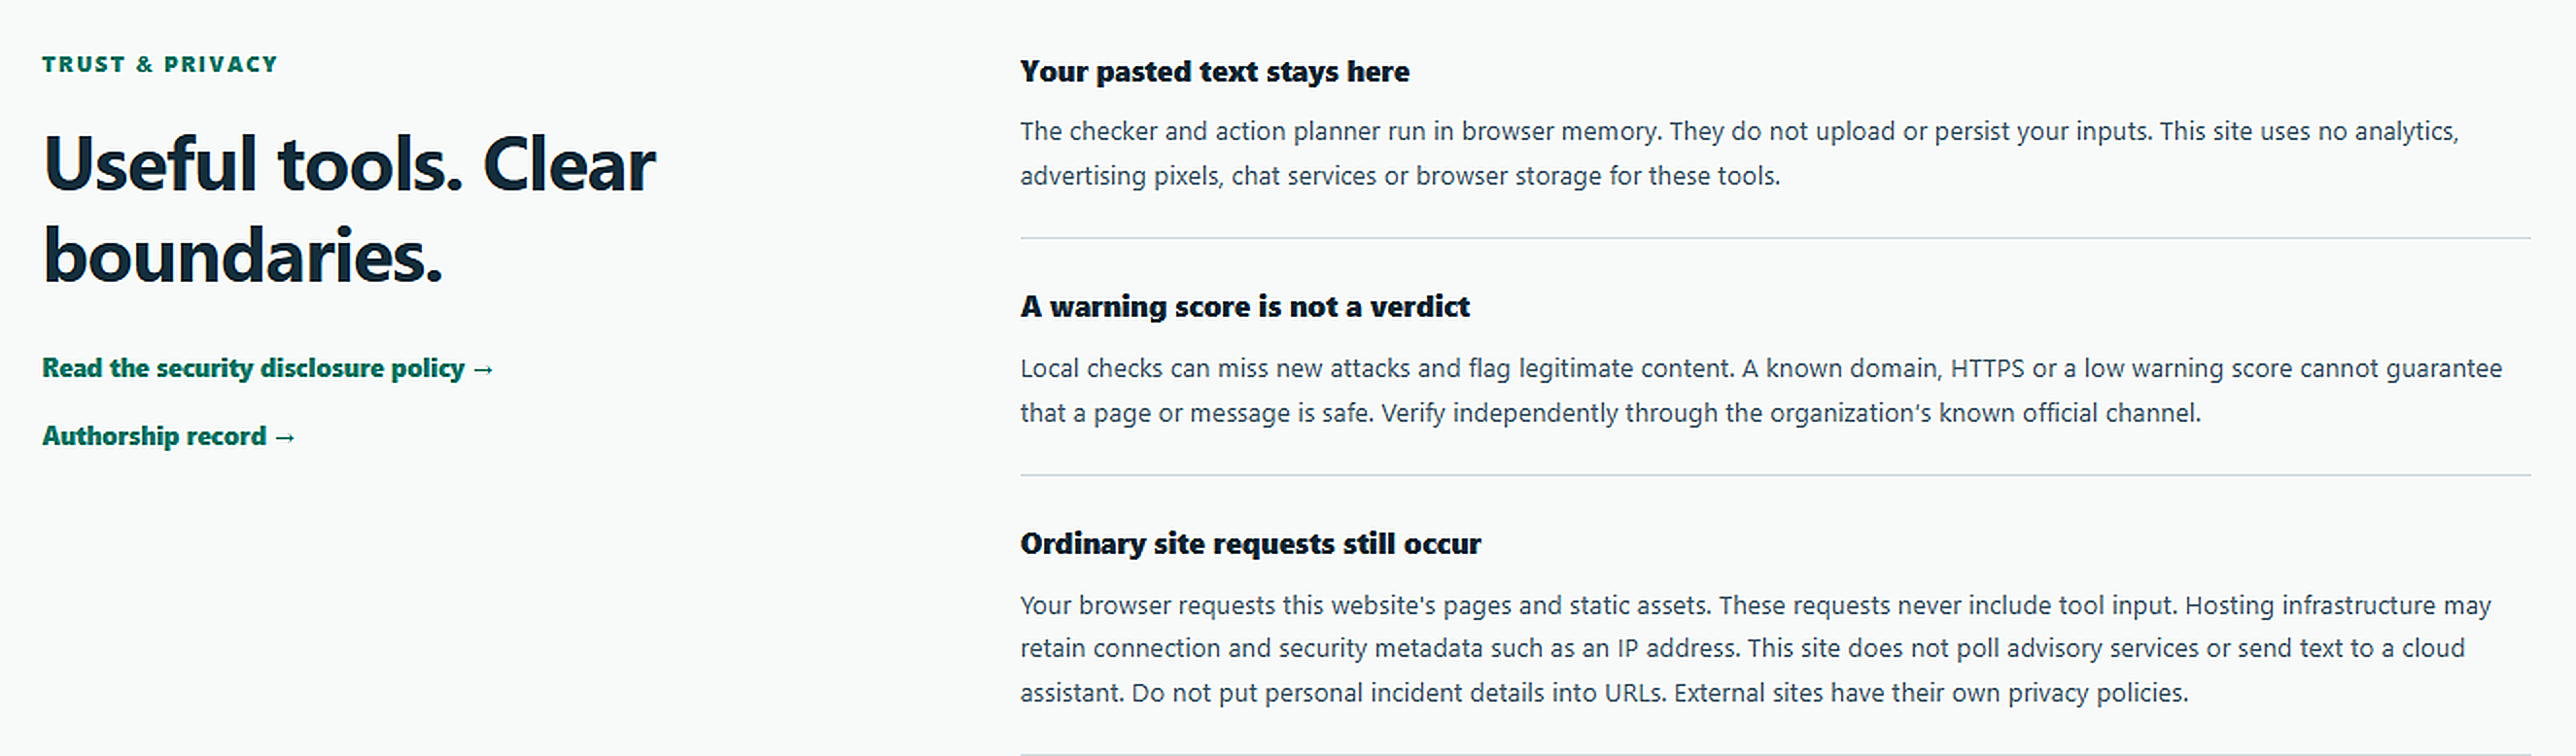 TRUST & PRIVACY
Useful tools. Clear
boundaries.
Read the security disclosure policy →
Authorship record →
Your pasted text stays here
The checker and action planner run in browser memory. They do not upload or persist your inputs. This site uses no analytics,
advertising pixels, chat services or browser storage for these tools.
A warning score is not a verdict
Local checks can miss new attacks and flag legitimate content. A known domain, HTTPS or a low warning score cannot guarantee
that a page or message is safe. Verify independently through the organization’s known official channel.
Ordinary site requests still occur
Your browser requests this website's pages and static assets. These requests never include tool input. Hosting infrastructure may
retain connection and security metadata such as an IP address. This site does not poll advisory services or send text to a cloud
assistant. Do not put personal incident details into URLs. External sites have their own privacy policies.